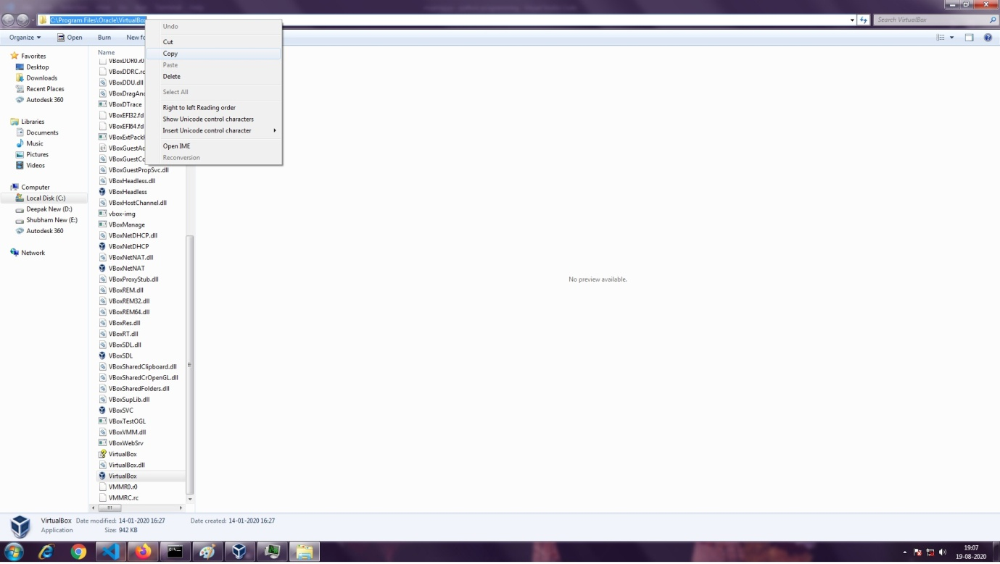 C:\Program Files\Oracle\VirtualBox
Search VirtualBox
Organize
Open
Burn
New fo
Undo
Cut
Copy
Paste
Delete
Select All
Right to left Reading order
Show Unicode control characters
Insert Unicode control character
Open IME
Reconversion
Favorites
Desktop
Downloads
Recent Places
Autodesk 360
Libraries
Documents
Music
Pictures
Videos
Computer
Local Disk (C:)
Deepak New (D:)
Shubham New (E:)
Autodesk 360
Network
Name
VBoxDDR0.r0
VBoxDDRC.rc
VBoxDDU.dll
VBoxDragAn
VBoxDTrace
VBoxEFI32.fd
VBoxEFI64.fd
VBoxExtPack
VBoxGuestAd
VBoxGuestCo
VBoxGuestPropSvc.dll
VBoxHeadless.dll
VBoxHeadless
VBoxHostChannel.dll
vbox-img
VBoxManage
VBoxNetDHCP.dll
VBoxNetDHCP
VBoxNetNAT.dll
VBoxNetNAT
VBoxProxyStub.dll
VBoxREM.dll
VBoxREM32.dll
VBoxREM64.dll
VBoxRes.dll
VBoxRT.dll
VBoxSDL.dll
VBoxSDL
VBoxSharedClipboard.dll
VBoxSharedCrOpenGL.dll
VBoxSharedFolders.dll
VBoxSupLib.dll
VBoxSVC
VBoxTestOGL
VBoxVMM.dll
VBoxWebSrv
VirtualBox
VirtualBox.dll
VirtualBox
VMMR0.r0
VMMRC.rc
No preview available.
VirtualBox Date modified: 14-01-2020 16:27 Date created: 14-01-2020 16:27
Application Size: 942 KB
19:07
19-08-2020